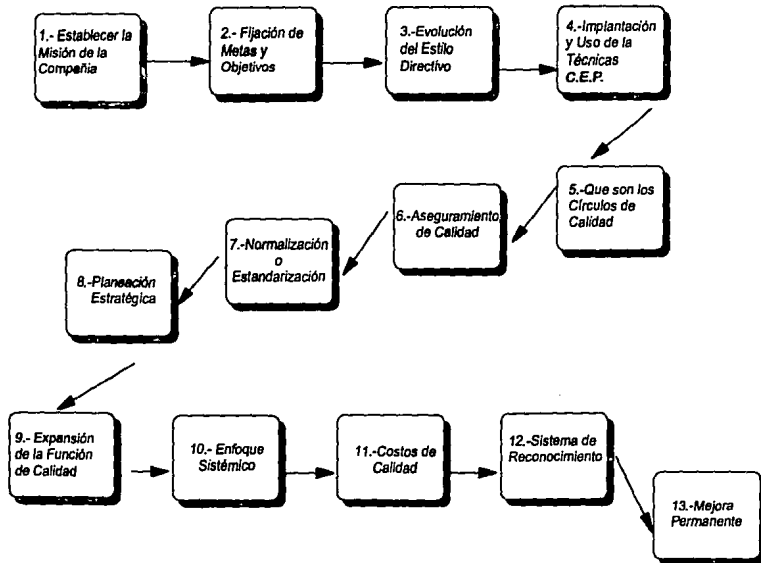 1.- Establecer la
Misión de la
Compañia
2.- Fijación de
Metas y
Objetivos
3.-Evolución
del Estilo
Directivo
4.-Implantación
y Uso de la
Técnicas
C.E.P.
5.-Que son los
Círculos de
Calidad
6.-Aseguramiento
de Calidad
7.-Normalización
o
Estandarización
8.-Planeación
Estratégica
9.- Expansión
de la Función
de Calidad
10.- Enfoque
Sistémico
11.-Costos de
Calidad
12.-Sistema de
Reconocimiento
13.-Mejora
Permanente